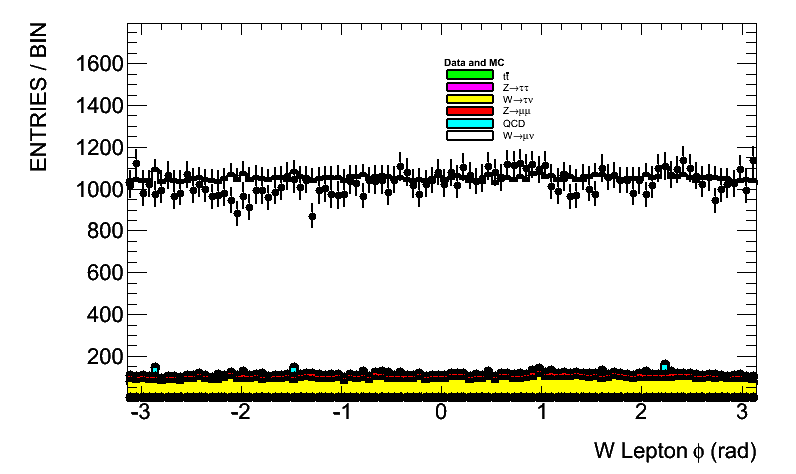 ENTRIES / BIN
1600
1400
1200
1000
800
600
400
200
Data and MC
tt̄
Z→ττ
W→τν
Z→μμ
QCD
W→μν
-3 -2 -1 0 1 2 3
W Lepton ϕ (rad)